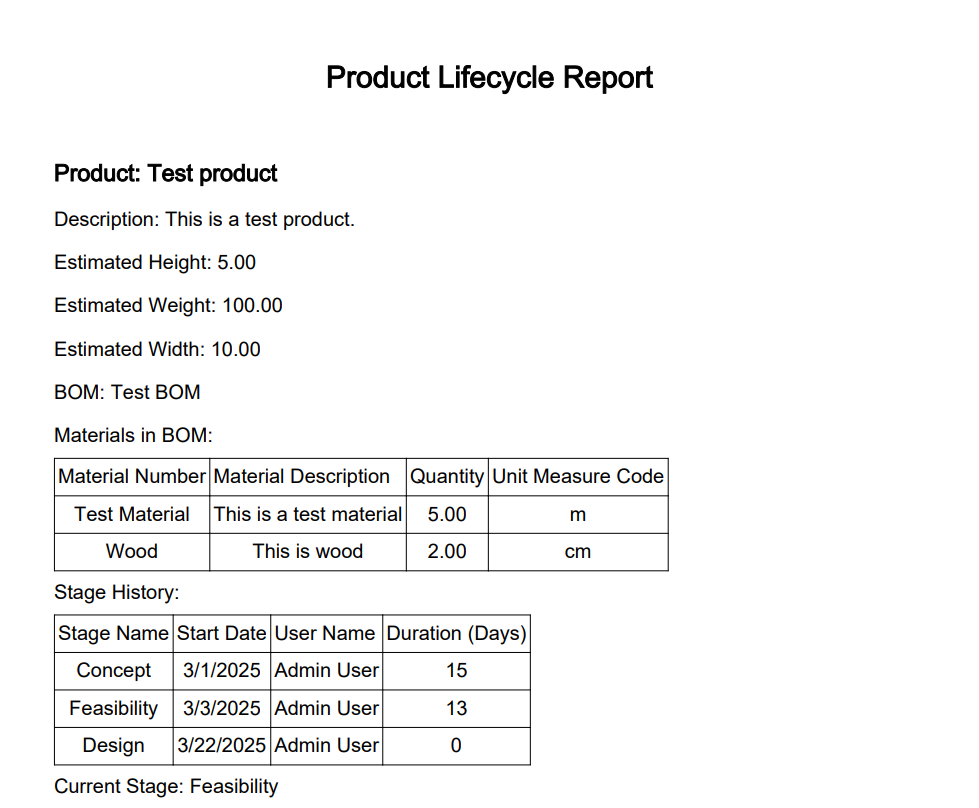 Product Lifecycle Report
Product: Test product
Description: This is a test product.
Estimated Height: 5.00
Estimated Weight: 100.00
Estimated Width: 10.00
BOM: Test BOM
Materials in BOM:
Material Number Material Description Quantity Unit Measure Code
Test Material This is a test material 5.00 m
Wood This is wood 2.00 cm
Stage History:
Stage Name Start Date User Name Duration (Days)
Concept 3/1/2025 Admin User 15
Feasibility 3/3/2025 Admin User 13
Design 3/22/2025 Admin User 0
Current Stage: Feasibility